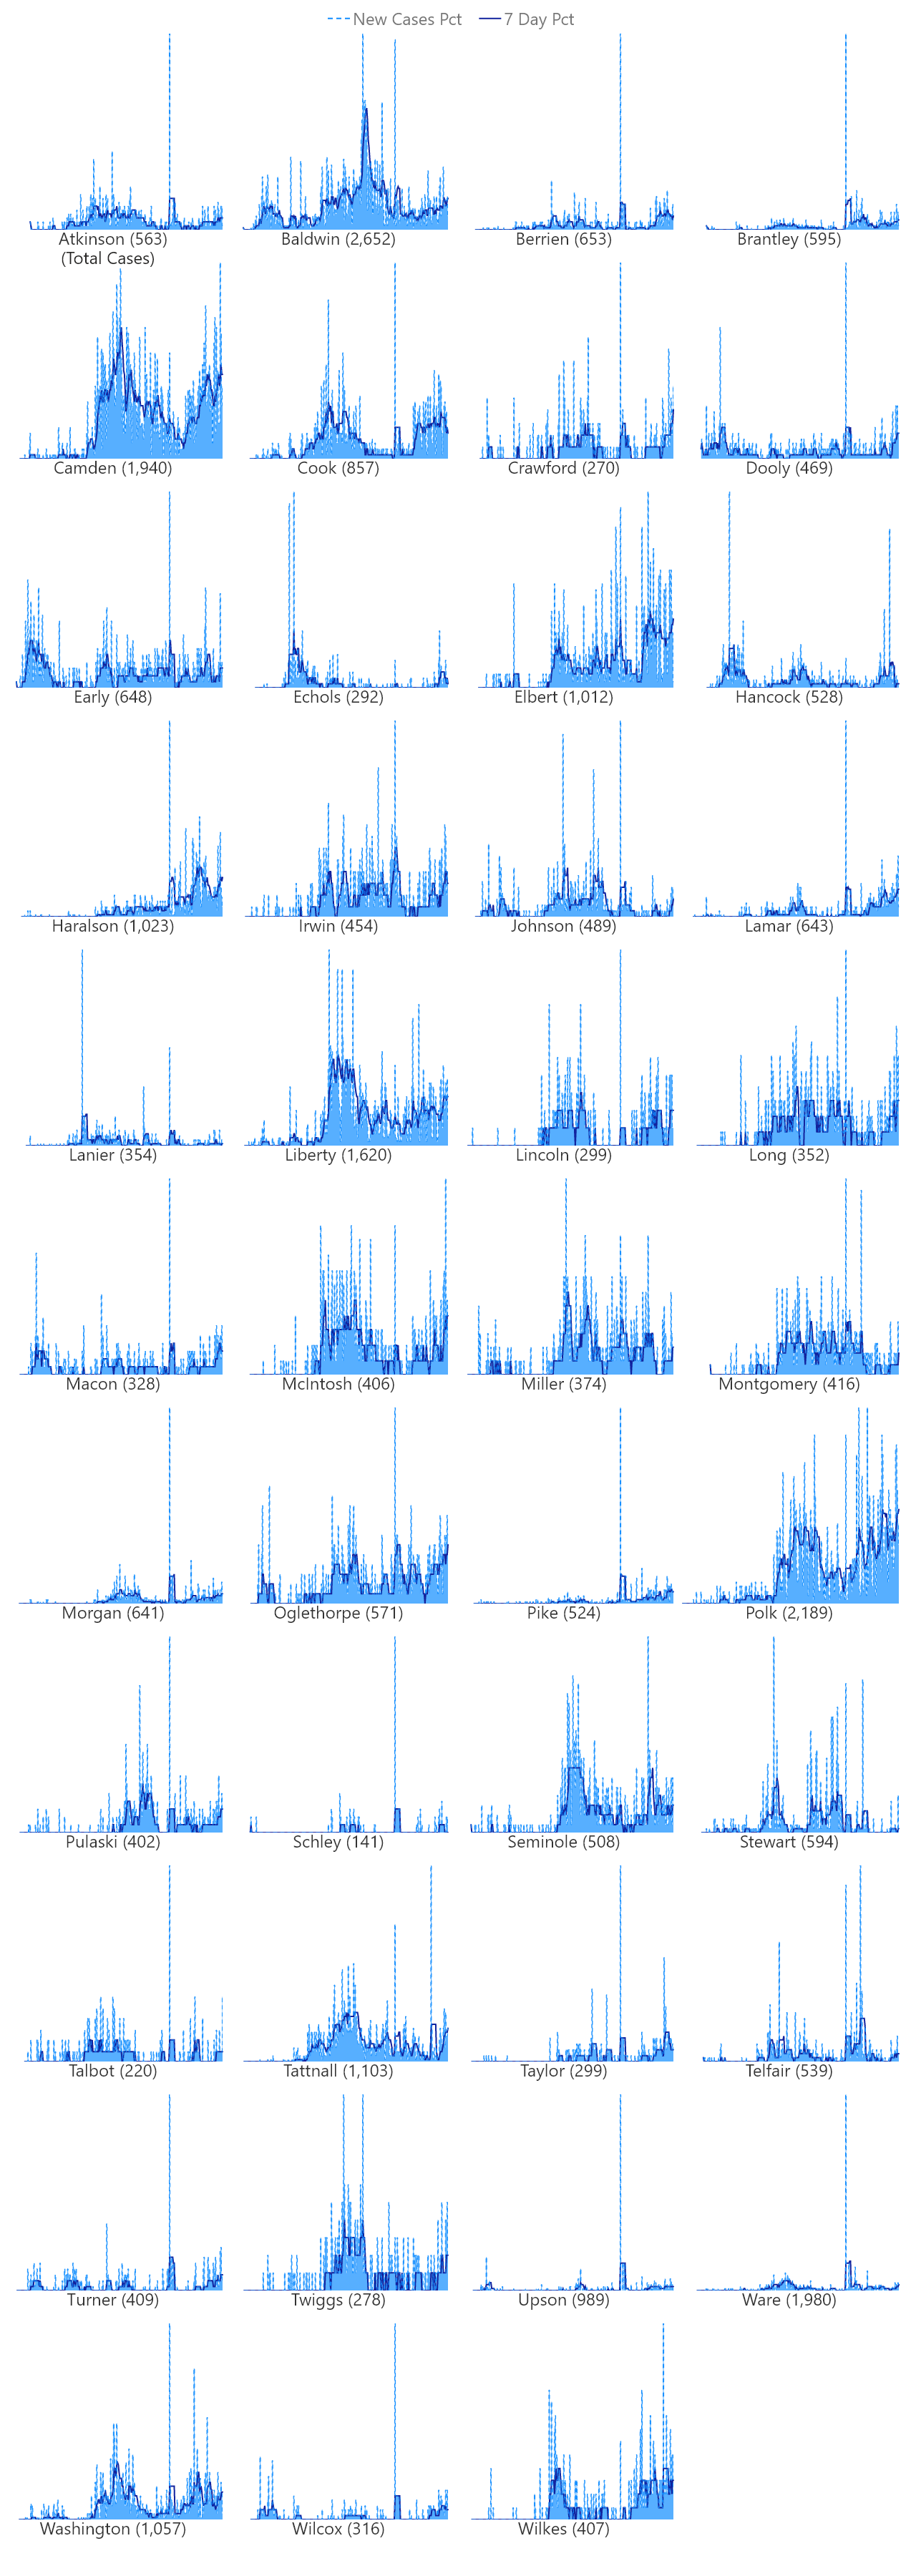 New Cases Pct 7 Day Pct
Atkinson (563) Baldwin (2,652) Berrien (653) Brantley (595)
(Total Cases)
Camden (1,940) Cook (857) Crawford (270) Dooly (469)
Early (648) Echols (292) Elbert (1,012) Hancock (528)
Haralson (1,023) Irwin (454) Johnson (489) Lamar (643)
Lanier (354) Liberty (1,620) Lincoln (299) Long (352)
Macon (328) McIntosh (406) Miller (374) Montgomery (416)
Morgan (641) Oglethorpe (571) Pike (524) Polk (2,189)
Pulaski (402) Schley (141) Seminole (508) Stewart (594)
Talbot (220) Tattnall (1,103) Taylor (299) Telfair (539)
Turner (409) Twiggs (278) Upson (989) Ware (1,980)
Washington (1,057) Wilcox (316) Wilkes (407)